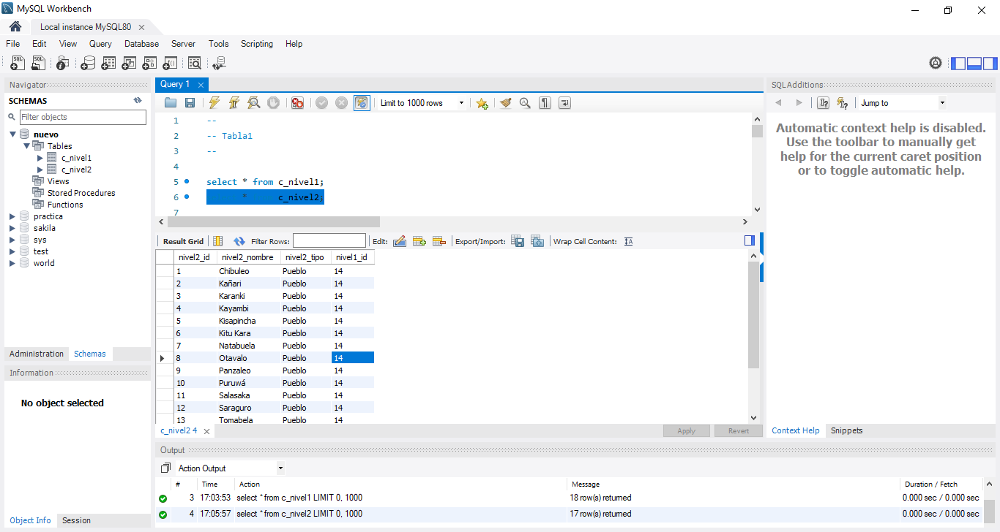 MySQL Workbench
Local instance MySQL80
File Edit View Query Database Server Tools Scripting Help
Navigator
SCHEMAS
Filter objects
nuevo
Tables
c_nivel1
c_nivel2
Views
Stored Procedures
Functions
practica
sakila
sys
test
world
Administration Schemas
Information
No object selected
Object Info Session
Query 1
Limit to 1000 rows
1 --
2 -- Tabla1
3 --
4
5 select * from c_nivel1;
6 * c_nivel2;
7
Result Grid Filter Rows: Edit: Export/Import: Wrap Cell Content:
nivel2_id nivel2_nombre nivel2_tipo nivel1_id
1 Chibuleo Pueblo 14
2 Kañari Pueblo 14
3 Karanki Pueblo 14
4 Kayambi Pueblo 14
5 Kisapincha Pueblo 14
6 Kitu Kara Pueblo 14
7 Natabuela Pueblo 14
8 Otavalo Pueblo 14
9 Panzaleo Pueblo 14
10 Puruwá Pueblo 14
11 Salasaka Pueblo 14
12 Saraguro Pueblo 14
13 Tomabela Pueblo 14
c_nivel2 4
Apply Revert
SQLAdditions
Jump to
Automatic context help is disabled.
Use the toolbar to manually get
help for the current caret position
or to toggle automatic help.
Context Help Snippets
Output
Action Output
# Time Action Message Duration / Fetch
3 17:03:53 select * from c_nivel1 LIMIT 0, 1000 18 row(s) returned 0.000 sec / 0.000 sec
4 17:05:57 select * from c_nivel2 LIMIT 0, 1000 17 row(s) returned 0.000 sec / 0.000 sec